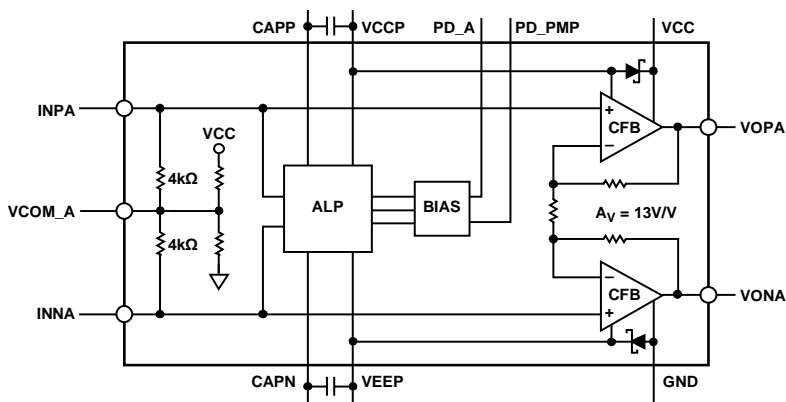 CAPP
VCCP
PD_A
PD_PMP
VCC
INPA
VCC
CFB
VOPA
+
−
4kΩ
VCOM_A
ALP
BIAS
A_V = 13V/V
4kΩ
−
CFB
VONA
INNA
+
CAPN
VEEP
GND